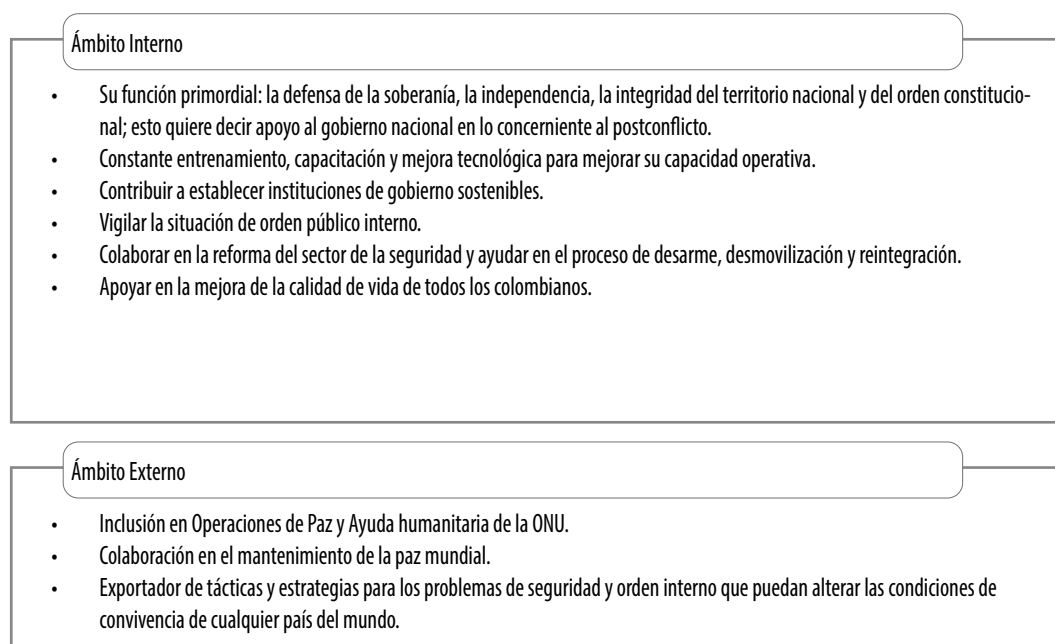 Ámbito Interno
• Su función primordial: la defensa de la soberanía, la independencia, la integridad del territorio nacional y del orden constitucio-
nal; esto quiere decir apoyo al gobierno nacional en lo concerniente al postconflicto.
• Constante entrenamiento, capacitación y mejora tecnológica para mejorar su capacidad operativa.
• Contribuir a establecer instituciones de gobierno sostenibles.
• Vigilar la situación de orden público interno.
• Colaborar en la reforma del sector de la seguridad y ayudar en el proceso de desarme, desmovilización y reintegración.
• Apoyar en la mejora de la calidad de vida de todos los colombianos.
Ámbito Externo
• Inclusión en Operaciones de Paz y Ayuda humanitaria de la ONU.
• Colaboración en el mantenimiento de la paz mundial.
• Exportador de tácticas y estrategias para los problemas de seguridad y orden interno que puedan alterar las condiciones de
convivencia de cualquier país del mundo.